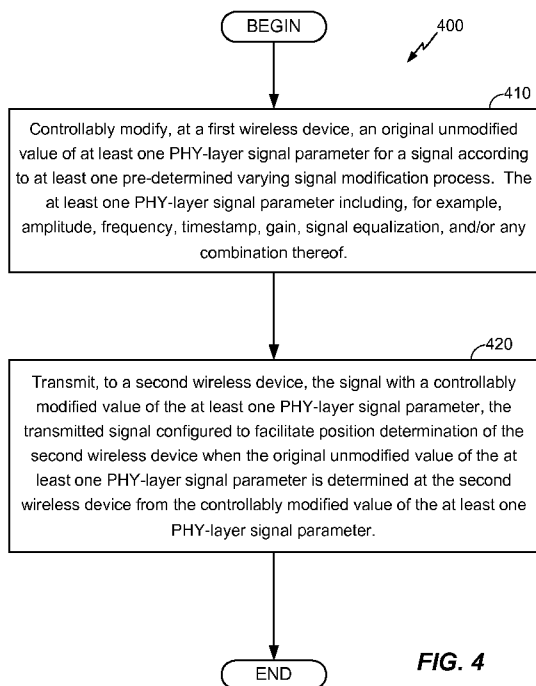 BEGIN
400
410
Controllably modify, at a first wireless device, an original unmodified
value of at least one PHY-layer signal parameter for a signal according
to at least one pre-determined varying signal modification process. The
at least one PHY-layer signal parameter including, for example,
amplitude, frequency, timestamp, gain, signal equalization, and/or any
combination thereof.
420
Transmit, to a second wireless device, the signal with a controllably
modified value of the at least one PHY-layer signal parameter, the
transmitted signal configured to facilitate position determination of the
second wireless device when the original unmodified value of the at
least one PHY-layer signal parameter is determined at the second
wireless device from the controllably modified value of the at least one
PHY-layer signal parameter.
END
FIG. 4